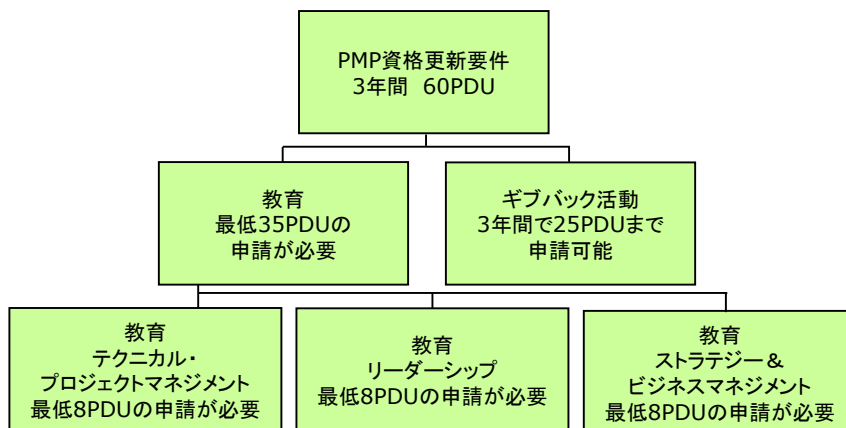 PMP資格更新要件
3年間 60PDU
教育
最低35PDUの
申請が必要
ギブバック活動
3年間で25PDUまで
申請可能
教育
テクニカル・
プロジェクトマネジメント
最低8PDUの申請が必要
教育
リーダーシップ
最低8PDUの申請が必要
教育
ストラテジー＆
ビジネスマネジメント
最低8PDUの申請が必要